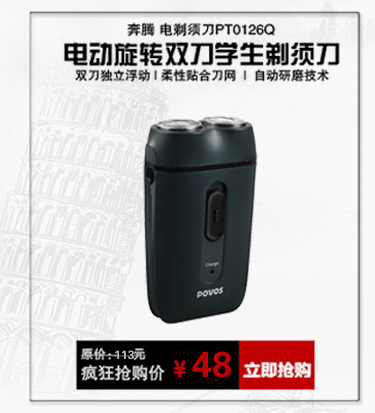 奔腾 电剃须刀PT0126Q
电动旋转双刀学生剃须刀
双刀独立浮动 | 柔性贴合刀网 | 自动研磨技术
Charge
POVOS
原价:113元
疯狂抢购价 ¥48 立即抢购